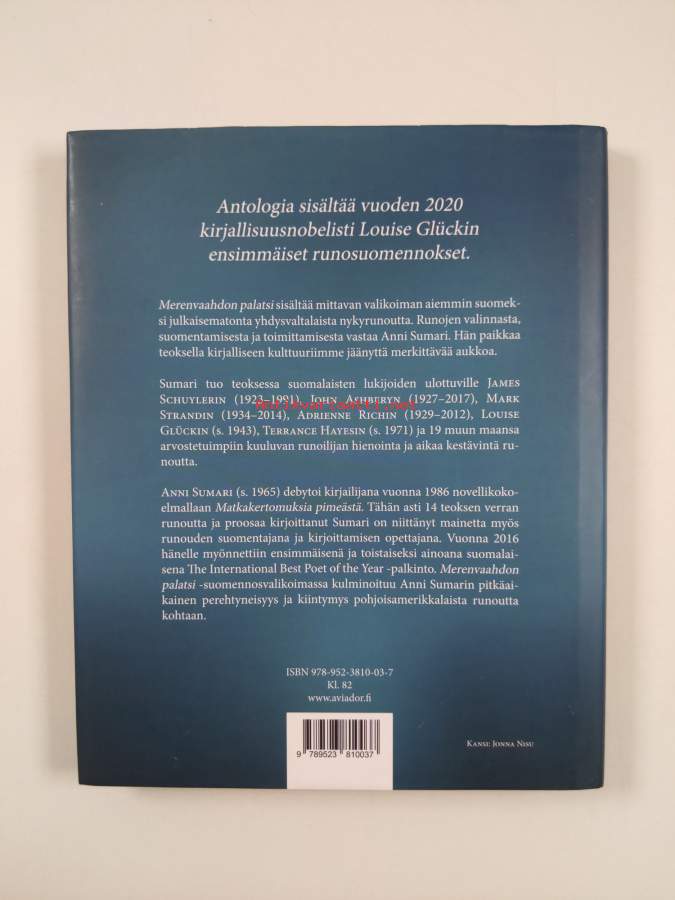 Antologia sisältää vuoden 2020
kirjallisuusnobelisti Louise Glückin
ensimmäiset runosuomennokset.
Merenvaahdon palatsi sisältää mittavan valikoiman aiemmin suomek-
si julkaisematonta yhdysvaltalaista nykyrunoutta. Runojen valinnasta,
suomentamisesta ja toimittamisesta vastaa Anni Sumari. Hän paikkaa
teoksella kirjalliseen kulttuuriimme jäänyttä merkittävää aukkoa.
Sumari tuo teoksessa suomalaisten lukijoiden ulottuville James
Schuylerin (1923–1991), John Ashberyn (1927–2017), Mark
Strandin (1934–2014), Adrienne Richin (1929–2012), Louise
Glückin (s. 1943), Terrance Hayesin (s. 1971) ja 19 muun maansa
arvostetuimpiin kuuluvan runoilijan hienointa ja aikaa kestävintä ru-
noutta.
Anni Sumari (s. 1965) debytoi kirjailijana vuonna 1986 novellikoko-
elmallaan Matkakertomuksia pimeästä. Tähän asti 14 teoksen verran
runoutta ja proosaa kirjoittanut Sumari on niittänyt mainetta myös
runouden suomentajana ja kirjoittamisen opettajana. Vuonna 2016
hänelle myönnettiin ensimmäisenä ja toistaiseksi ainoana suomalai-
sena The International Best Poet of the Year -palkinto. Merenvaahdon
palatsi -suomennosvalikoimassa kulminoituu Anni Sumarin pitkäai-
kainen perehtyneisyys ja kiintymys pohjoisamerikkalaista runoutta
kohtaan.
ISBN 978-952-3810-03-7
Kl. 82
www.aviador.fi
9 789523 810037
Kansi: Jonna Nisu